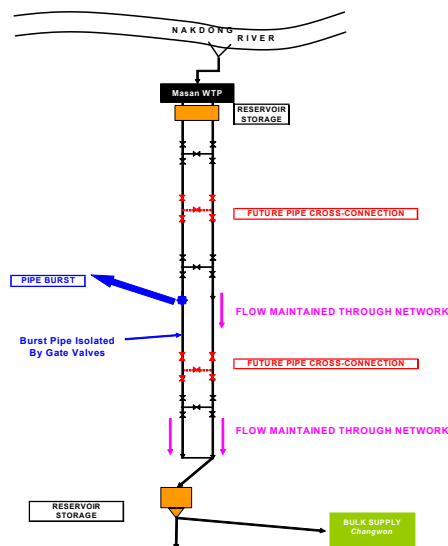 NAKDONG
RIVER
Masan WTP
RESERVOIR
STORAGE
FUTURE PIPE CROSS-CONNECTION
PIPE BURST
FLOW MAINTAINED THROUGH NETWORK
Burst Pipe Isolated
By Gate Valves
FUTURE PIPE CROSS-CONNECTION
FLOW MAINTAINED THROUGH NETWORK
RESERVOIR
STORAGE
BULK SUPPLY
Changwon